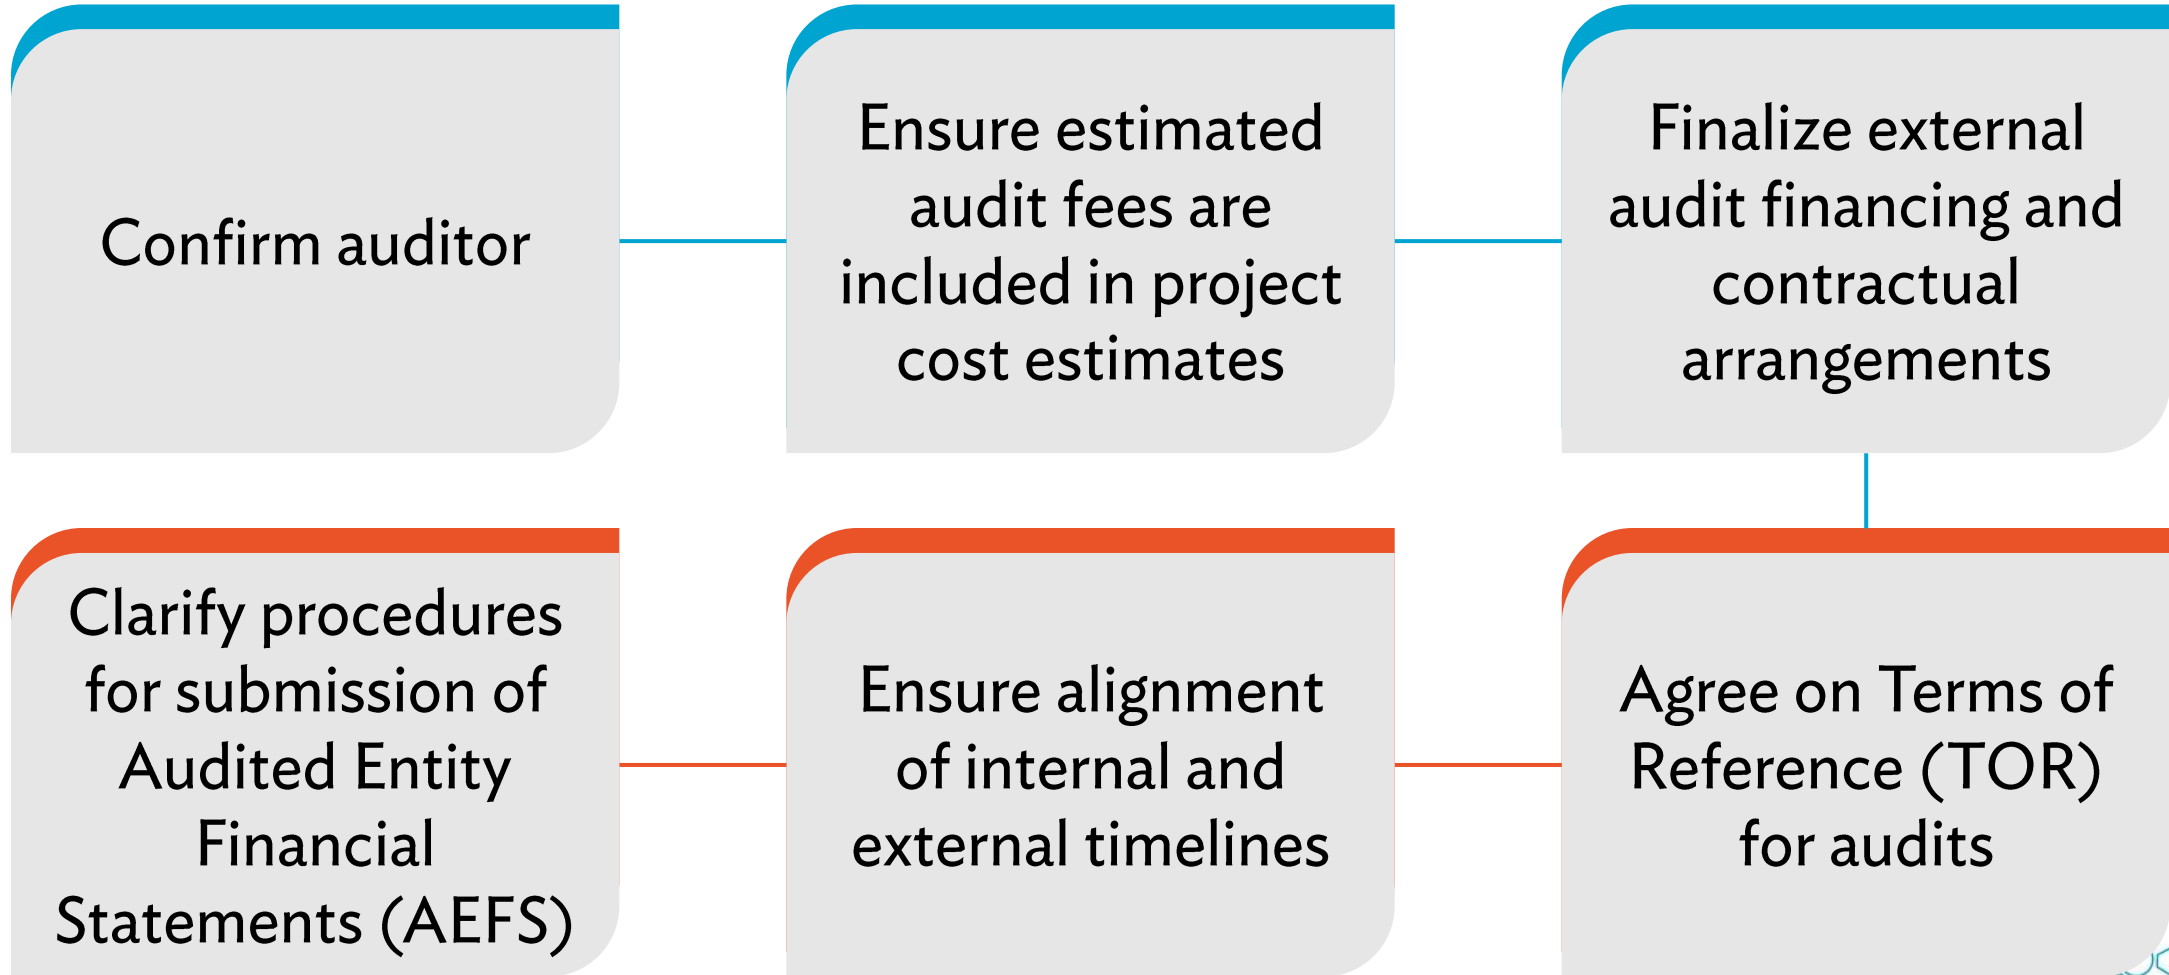 Confirm auditor
Ensure estimated
audit fees are
included in project
cost estimates
Finalize external
audit financing and
contractual
arrangements
Agree on Terms of
Reference (TOR)
for audits
Ensure alignment
of internal and
external timelines
Clarify procedures
for submission of
Audited Entity
Financial
Statements (AEFS)